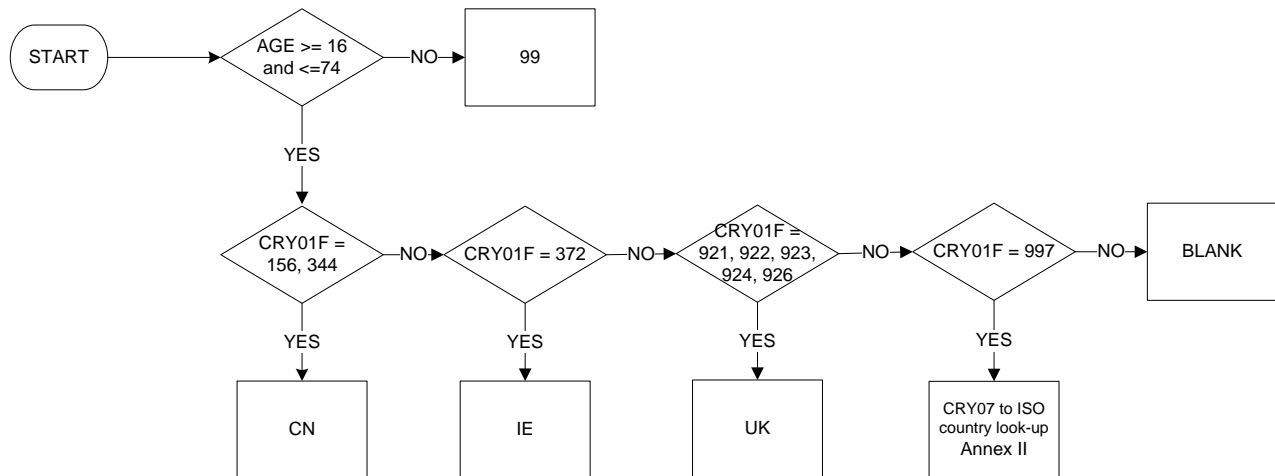 START
AGE >= 16
and <=74
NO
99
YES
CRY01F =
156, 344
NO
CRY01F = 372
NO
CRY01F =
921, 922, 923,
924, 926
NO
CRY01F = 997
NO
BLANK
YES
YES
YES
YES
CN
IE
UK
CRY07 to ISO
country look-up
Annex II